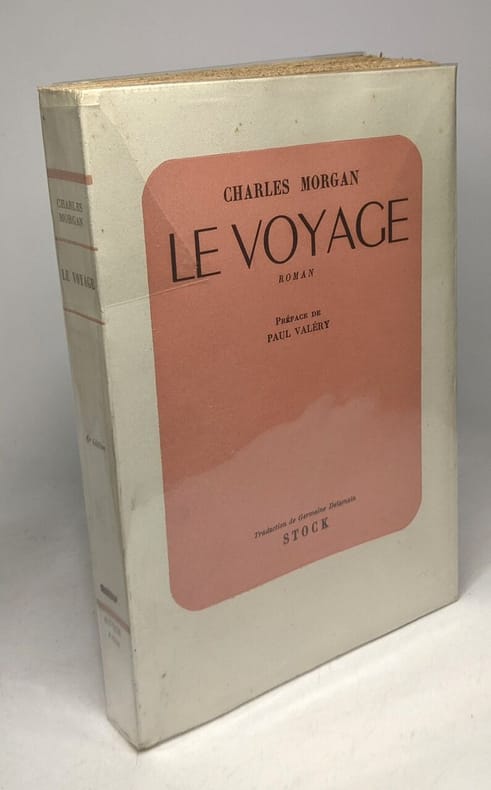 CHARLES MORGAN
LE VOYAGE
ROMAN
PRÉFACE DE
PAUL VALÉRY
Traduction de Germaine Delamain
STOCK
CHARLES
MORGAN
LE VOYAGE